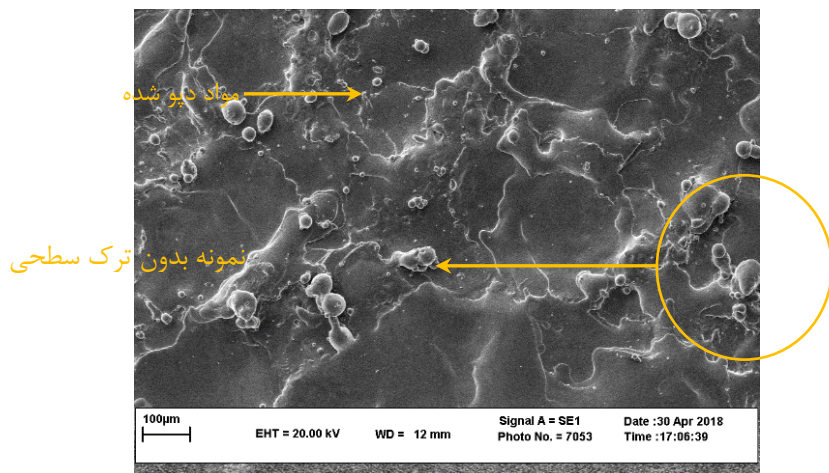 مواد دپو شده
نمونه بدون ترک سطحی
100µm
EHT = 20.00 kV
WD = 12 mm
Signal A = SE1
Photo No. = 7053
Date :30 Apr 2018
Time :17:06:39